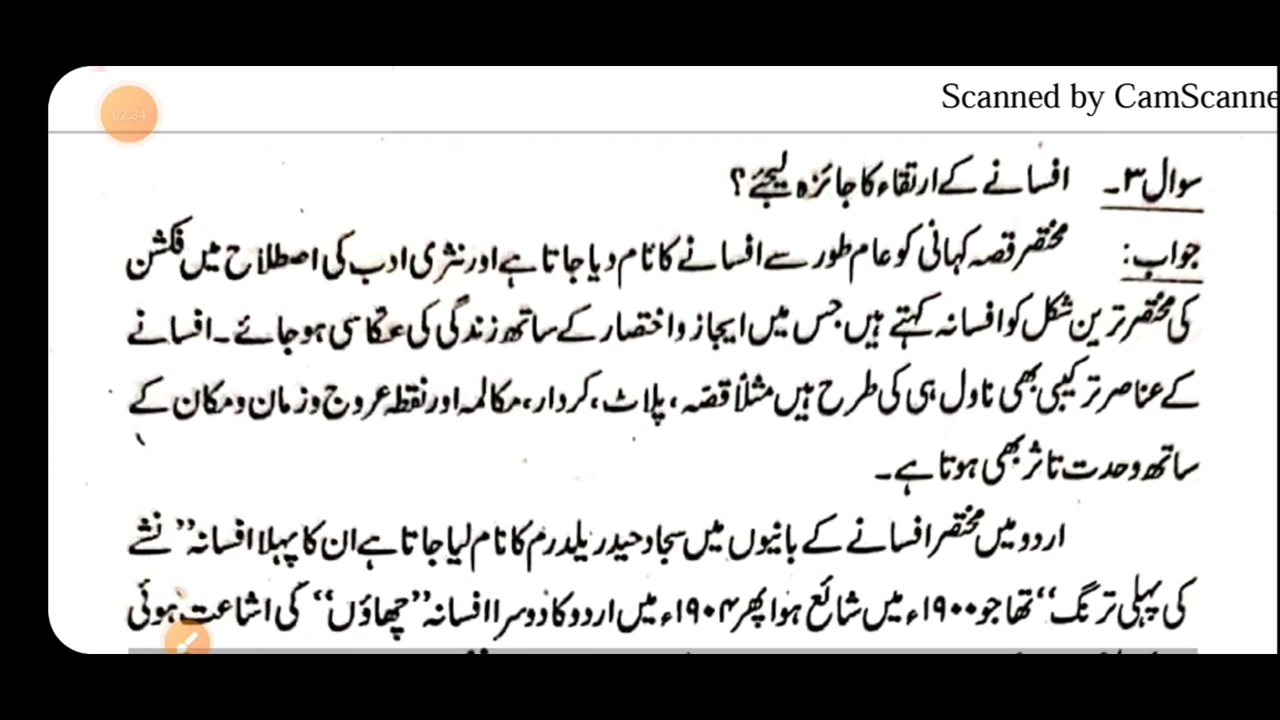 Scanned by CamScanne
02:34
سوال ۳۔ افسانے کے ارتقاء کا جائزہ لیجئے؟
جواب: مختصر قصہ کہانی کو عام طور سے افسانے کا نام دیا جاتا ہے اور نثری ادب کی اصطلاح میں فکشن
کی مختصر ترین شکل کو افسانہ کہتے ہیں جس میں ایجاز و اختصار کے ساتھ زندگی کی عکاسی ہو جائے۔ افسانے
کے عناصر ترکیبی بھی ناول ہی کی طرح ہیں مثلاً قصّہ، پلاٹ، کردار، مکالمہ اور نقطہ عروج و زمان و مکان کے
ساتھ وحدت تاثر بھی ہوتا ہے۔
اردو میں مختصر افسانے کے بانیوں میں سجاد حیدر یلدرم کا نام لیا جاتا ہے ان کا پہلا افسانہ ”نشے
کی پہلی ترنگ“ تھا جو ۱۹۰۰ء میں شائع ہوا پھر ۱۹۰۴ء میں اردو کا دوسرا افسانہ ”چھاؤں“ کی اشاعت ہوئی